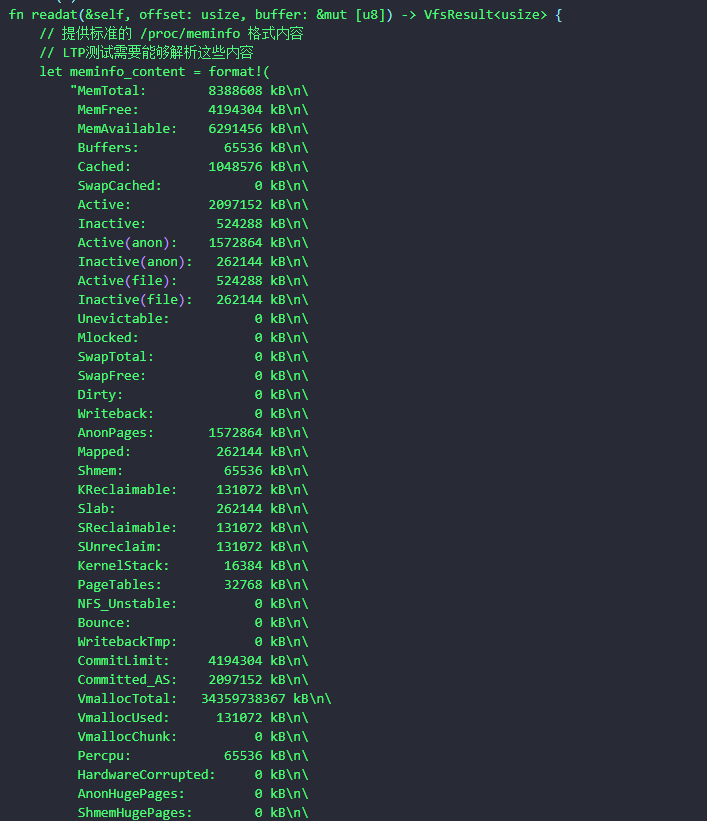 fn readat(&self, offset: usize, buffer: &mut [u8]) -> VfsResult<usize> {
    // 提供标准的 /proc/meminfo 格式内容
    // LTP测试需要能够解析这些内容
    let meminfo_content = format!(
        "MemTotal:        8388608 kB\n\
         MemFree:         4194304 kB\n\
         MemAvailable:    6291456 kB\n\
         Buffers:           65536 kB\n\
         Cached:          1048576 kB\n\
         SwapCached:            0 kB\n\
         Active:          2097152 kB\n\
         Inactive:         524288 kB\n\
         Active(anon):    1572864 kB\n\
         Inactive(anon):   262144 kB\n\
         Active(file):     524288 kB\n\
         Inactive(file):   262144 kB\n\
         Unevictable:           0 kB\n\
         Mlocked:               0 kB\n\
         SwapTotal:             0 kB\n\
         SwapFree:              0 kB\n\
         Dirty:                 0 kB\n\
         Writeback:             0 kB\n\
         AnonPages:       1572864 kB\n\
         Mapped:           262144 kB\n\
         Shmem:             65536 kB\n\
         KReclaimable:     131072 kB\n\
         Slab:             262144 kB\n\
         SReclaimable:     131072 kB\n\
         SUnreclaim:       131072 kB\n\
         KernelStack:       16384 kB\n\
         PageTables:        32768 kB\n\
         NFS_Unstable:          0 kB\n\
         Bounce:                0 kB\n\
         WritebackTmp:          0 kB\n\
         CommitLimit:     4194304 kB\n\
         Committed_AS:    2097152 kB\n\
         VmallocTotal:   34359738367 kB\n\
         VmallocUsed:      131072 kB\n\
         VmallocChunk:          0 kB\n\
         Percpu:            65536 kB\n\
         HardwareCorrupted:     0 kB\n\
         AnonHugePages:         0 kB\n\
         ShmemHugePages:        0 kB\n\